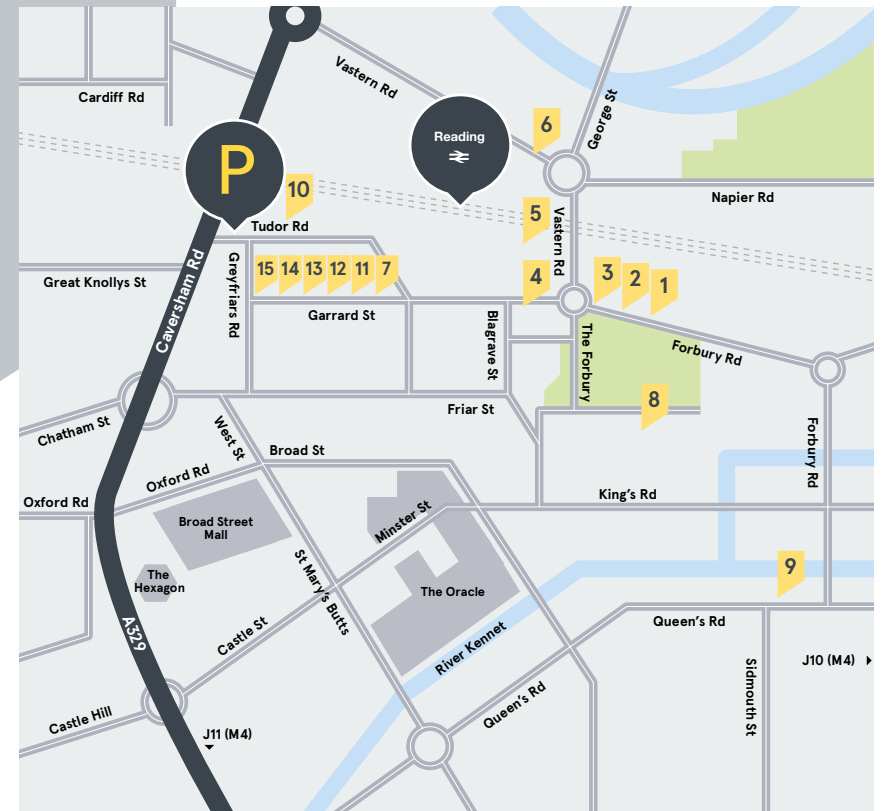 Vastern Rd
Cardiff Rd
George St
6
Reading
P
10
Napier Rd
Tudor Rd
5
Vastern Rd
Great Knollys St
Caversham Rd
Greyfriars Rd
15
14
13
12
11
7
4
3
2
1
Garrard St
Blagrave St
The Forbury
Forbury Rd
8
Friar St
Chatham St
West St
Forbury Rd
Broad St
Oxford Rd
Oxford Rd
King's Rd
Broad Street
Mall
Minster St
The
Hexagon
St Mary's Butts
The Oracle
9
A329
Castle St
River Kennet
Queen's Rd
Sidmouth St
J10 (M4)
Queen's Rd
Castle Hill
J11 (M4)